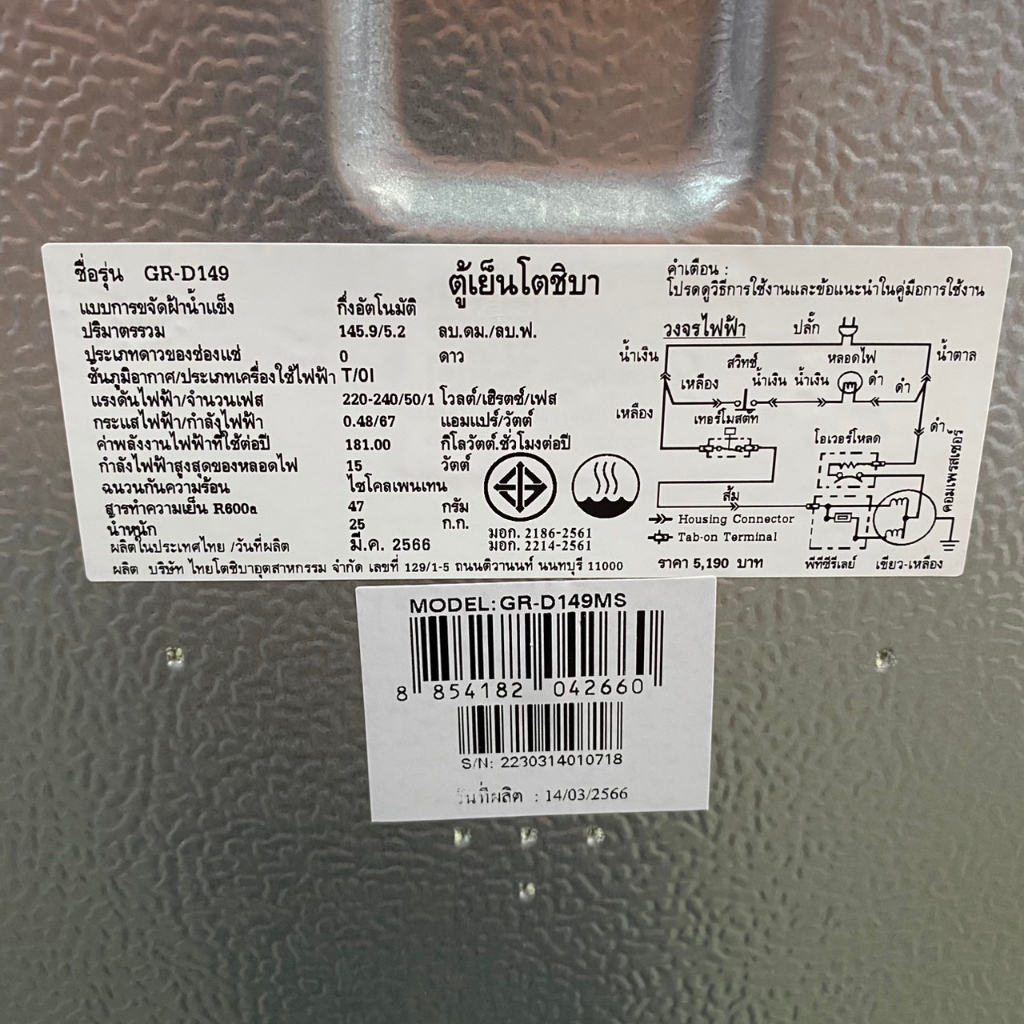 ชื่อรุ่น GR-D149
ตู้เย็นโตชิบา
แบบการขจัดฝ้าน้ำแข็ง กึ่งอัตโนมัติ
ปริมาตรรวม 145.9/5.2 ลบ.ดม./ลบ.ฟ.
ประเภทดาวของช่องแช่ 0 ดาว
ชั้นภูมิอากาศ/ประเภทเครื่องใช้ไฟฟ้า T/OI
แรงดันไฟฟ้า/จำนวนเฟส 220-240/50/1 โวลต์/เฮิรตซ์/เฟส
กระแสไฟฟ้า/กำลังไฟฟ้า 0.48/67 แอมแปร์/วัตต์
ค่าพลังงานไฟฟ้าที่ใช้ต่อปี 181.00 กิโลวัตต์.ชั่วโมงต่อปี
กำลังไฟฟ้าสูงสุดของหลอดไฟ 15 วัตต์
ฉนวนกันความร้อน ไซโคลเพนเทน
สารทำความเย็น R600a 47 กรัม
น้ำหนัก 25 ก.ก.
ผลิตในประเทศไทย /วันที่ผลิต มี.ค. 2566
มอก. 2186-2561
มอก. 2214-2561
ผลิต บริษัท ไทยโตชิบาอุตสาหกรรม จำกัด เลขที่ 129/1-5 ถนนติวานนท์ นนทบุรี 11000
คำเตือน :
โปรดดูวิธีการใช้งานและข้อแนะนำในคู่มือการใช้งาน
วงจรไฟฟ้า ปลั๊ก
น้ำเงิน สวิทช์ หลอดไฟ น้ำตาล
เหลือง น้ำเงิน น้ำเงิน ดำ ดำ
เหลือง เทอร์โมสตัท
ดำ
โอเวอร์โหลด
คอมเพรสเซอร์
ส้ม
Housing Connector
Tab-on Terminal
ราคา 5,190 บาท พีทีซีรีเลย์ เขียว-เหลือง
MODEL: GR-D149MS
8 854182 042660
S/N: 2230314010718
วันที่ผลิต : 14/03/2566